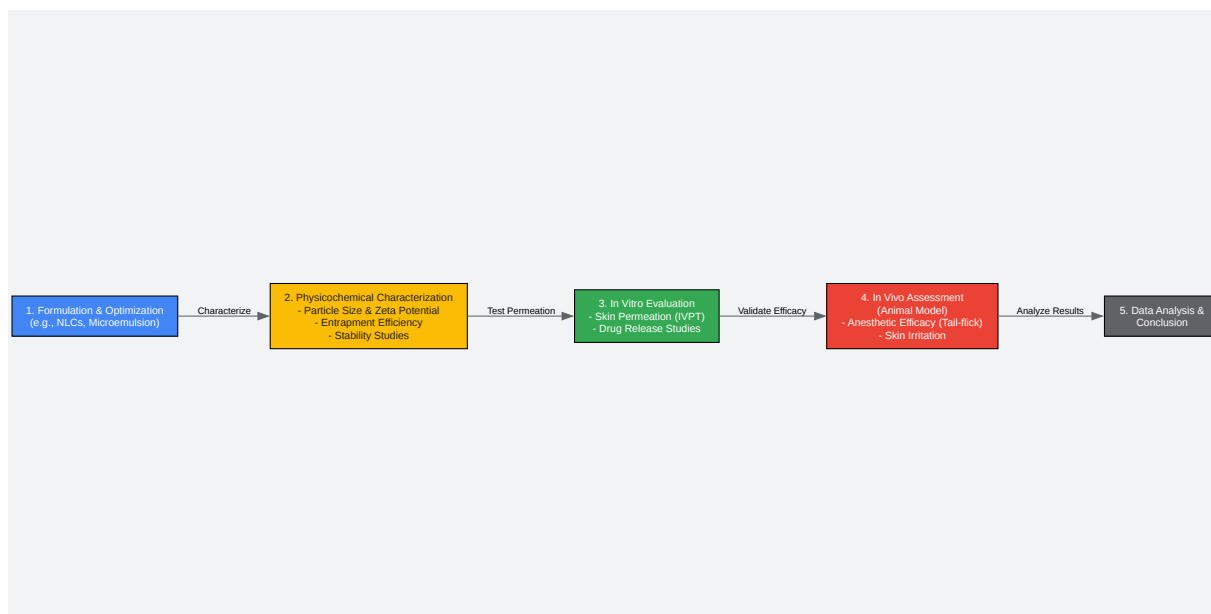 1. Formulation & Optimization
(e.g., NLCs, Microemulsion)
Characterize
2. Physicochemical Characterization
- Particle Size & Zeta Potential
- Entrapment Efficiency
- Stability Studies
Test Permeation
3. In Vitro Evaluation
- Skin Permeation (IVPT)
- Drug Release Studies
Validate Efficacy
4. In Vivo Assessment
(Animal Model)
- Anesthetic Efficacy (Tail-flick)
- Skin Irritation
Analyze Results
5. Data Analysis &
Conclusion